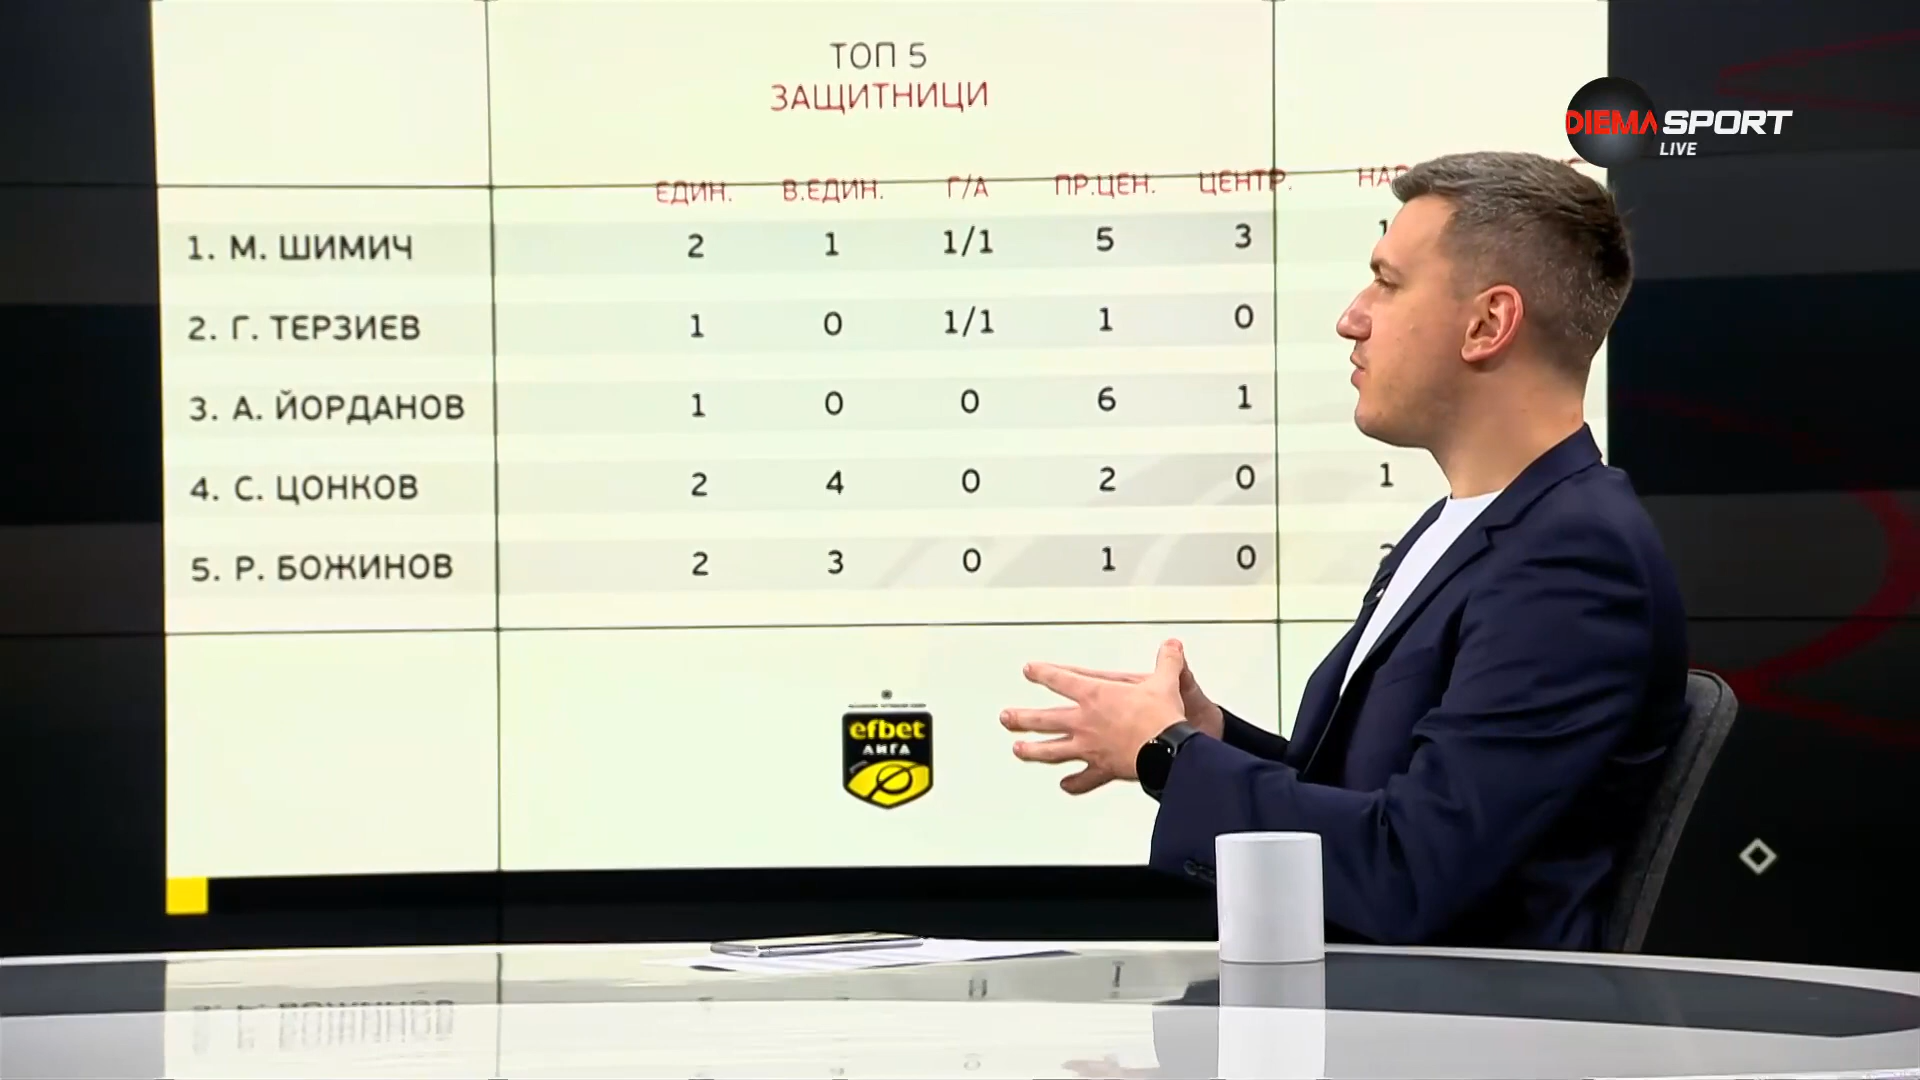 ТОП 5
ЗАЩИТНИЦИ
DIEMA SPORT
LIVE
ЕДИН. В.ЕДИН. Г/А ПР.ЦЕН. ЦЕНТР.
1. М. ШИМИЧ 2 1 1/1 5 3
2. Г. ТЕРЗИЕВ 1 0 1/1 1 0
3. А. ЙОРДАНОВ 1 0 0 6 1
4. С. ЦОНКОВ 2 4 0 2 0 1
5. Р. БОЖИНОВ 2 3 0 1 0
efbet
ЛИГА